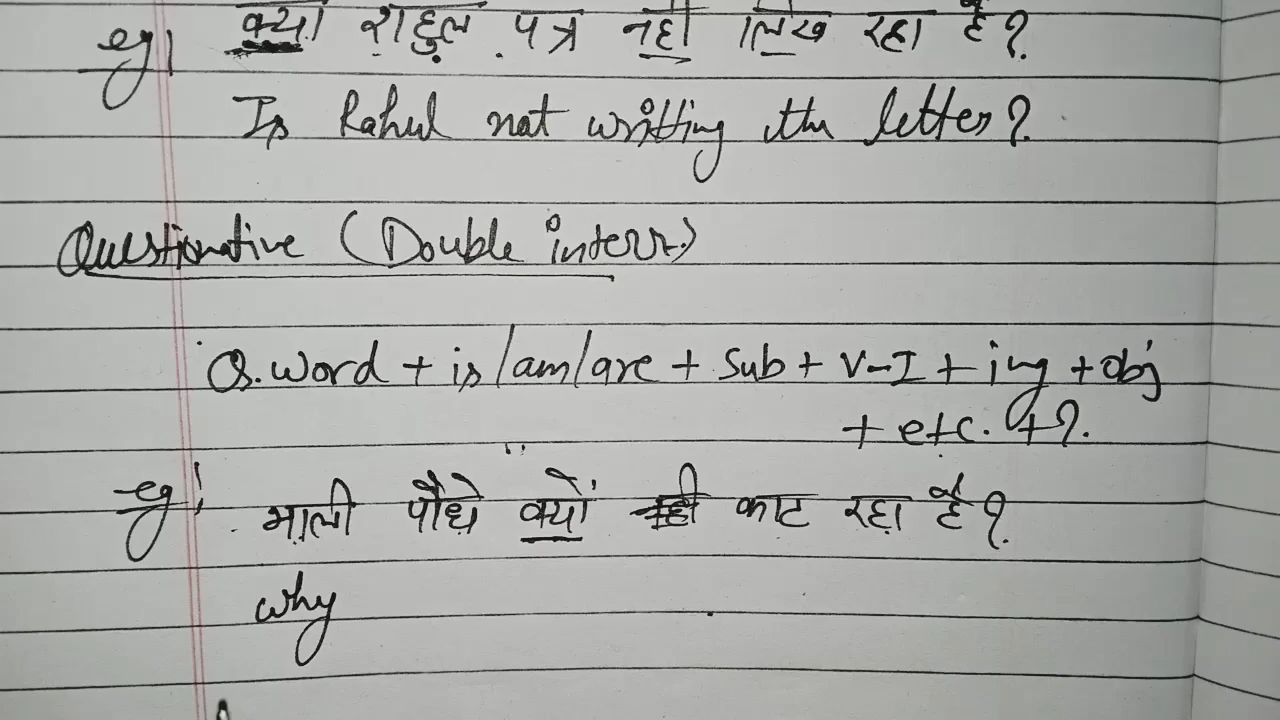 eg! क्या राहुल पत्र नही लिख रहा है?
Is Rahul not writting the letter?
Questionative (Double interr.)
Q. word + is/am/are + Sub + V-I + ing + obj
+ etc. + ?.
eg! माली पौधे क्यों नही काट रहा है?
why